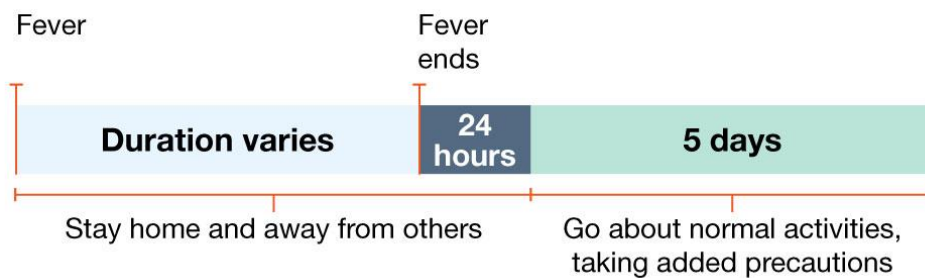 Fever
Fever
ends
Duration varies
24
hours
5 days
Stay home and away from others
Go about normal activities,
taking added precautions